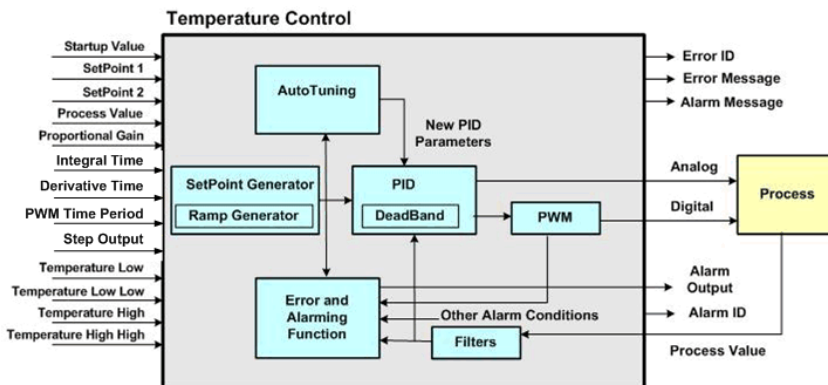 Temperature Control
Startup Value
SetPoint 1
SetPoint 2
Process Value
Proportional Gain
Integral Time
Derivative Time
PWM Time Period
Step Output
Temperature Low
Temperature Low Low
Temperature High
Temperature High High
AutoTuning
New PID
Parameters
SetPoint Generator
Ramp Generator
PID
DeadBand
PWM
Error and
Alarming
Function
Other Alarm Conditions
Filters
Error ID
Error Message
Alarm Message
Analog
Digital
Process
Alarm
Output
Alarm ID
Process Value